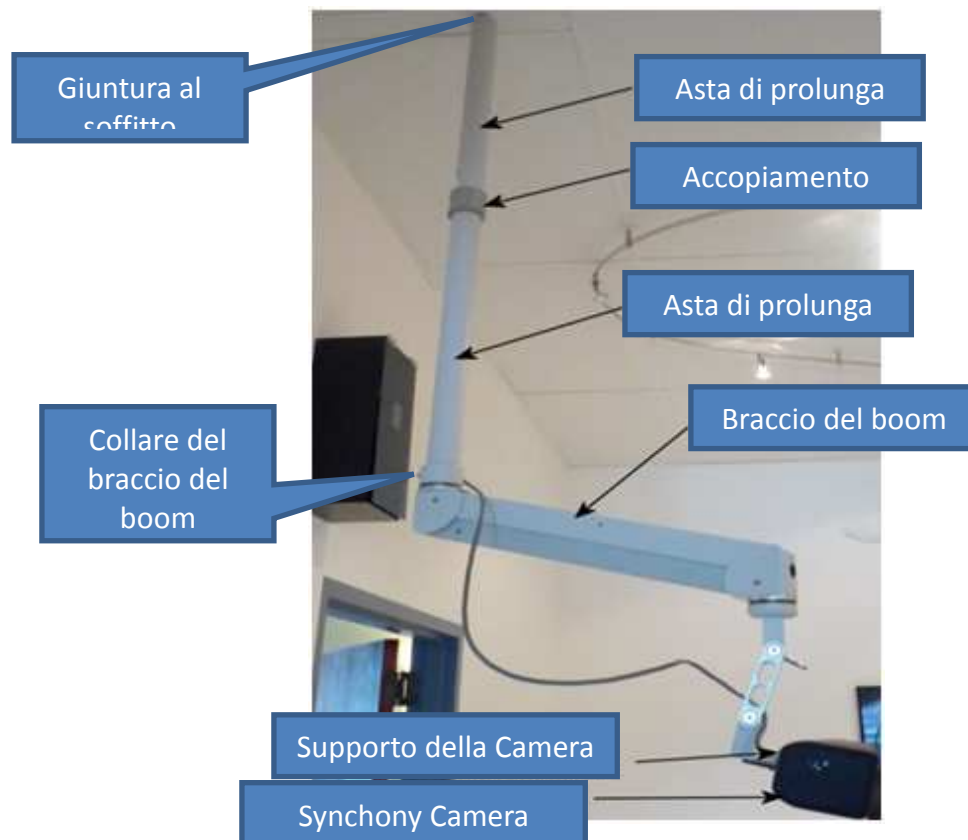 Giuntura al
soffitto
Asta di prolunga
Accopiamento
Asta di prolunga
Braccio del boom
Collare del
braccio del
boom
Supporto della Camera
Synchony Camera